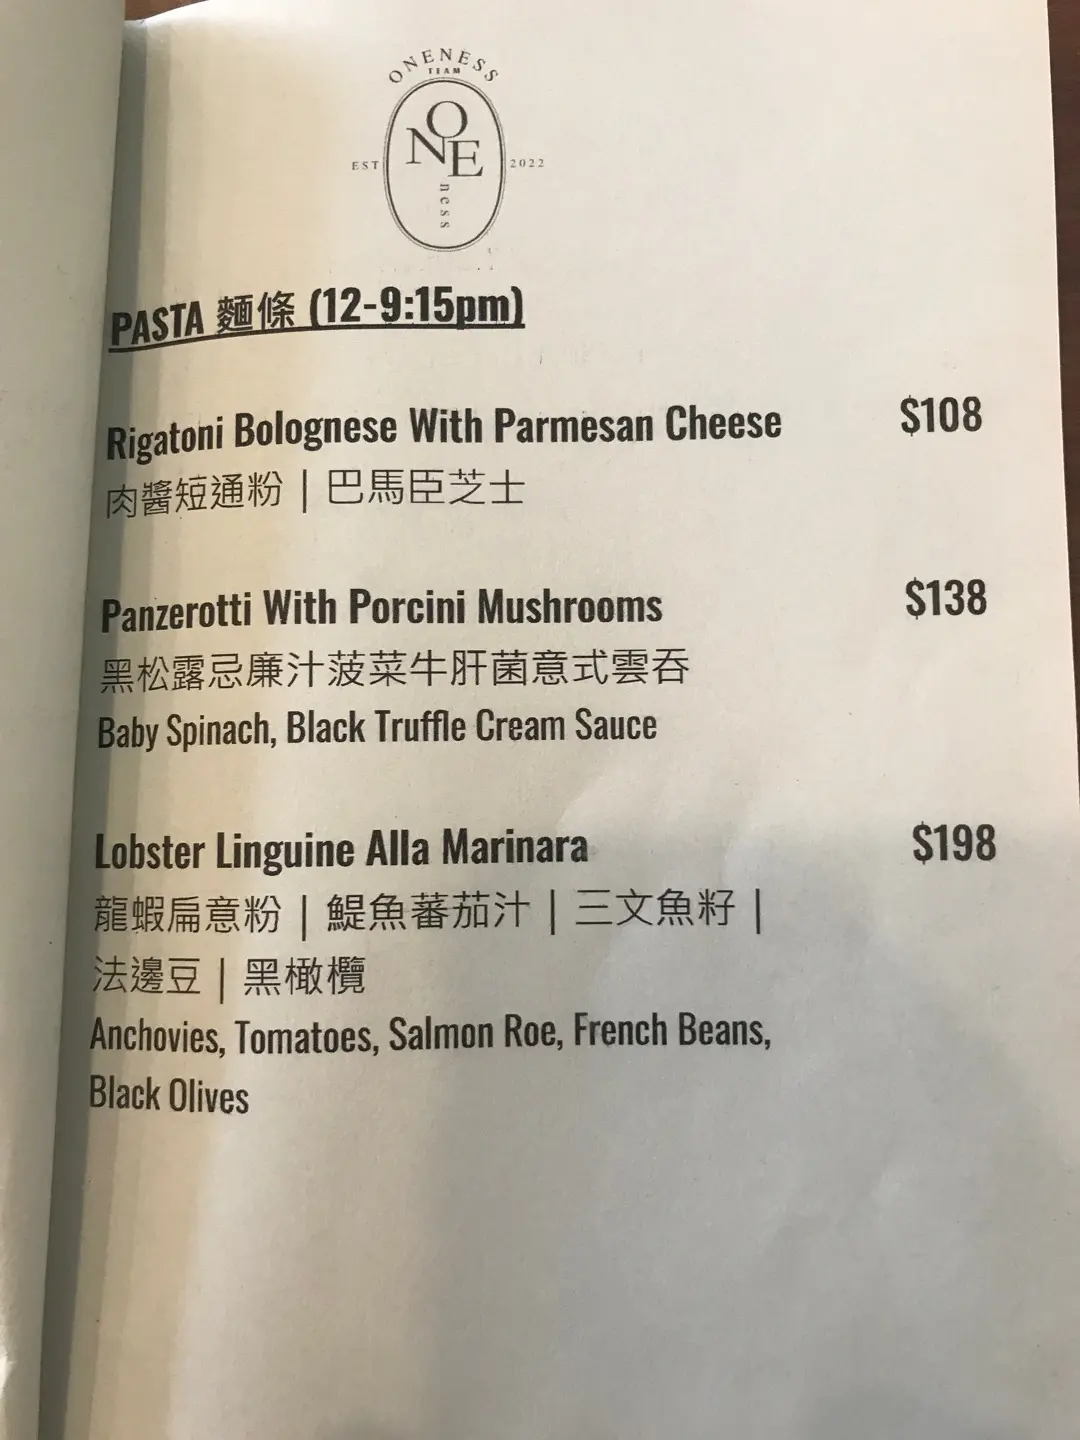 ONENESS
TEAM
ONE
EST 2022
ness
PASTA 麵條 (12-9:15pm)
Rigatoni Bolognese With Parmesan Cheese $108
肉醬短通粉 | 巴馬臣芝士
Panzerotti With Porcini Mushrooms $138
黑松露忌廉汁菠菜牛肝菌意式雲吞
Baby Spinach, Black Truffle Cream Sauce
Lobster Linguine Alla Marinara $198
龍蝦扁意粉 | 鯷魚蕃茄汁 | 三文魚籽 |
法邊豆 | 黑橄欖
Anchovies, Tomatoes, Salmon Roe, French Beans,
Black Olives